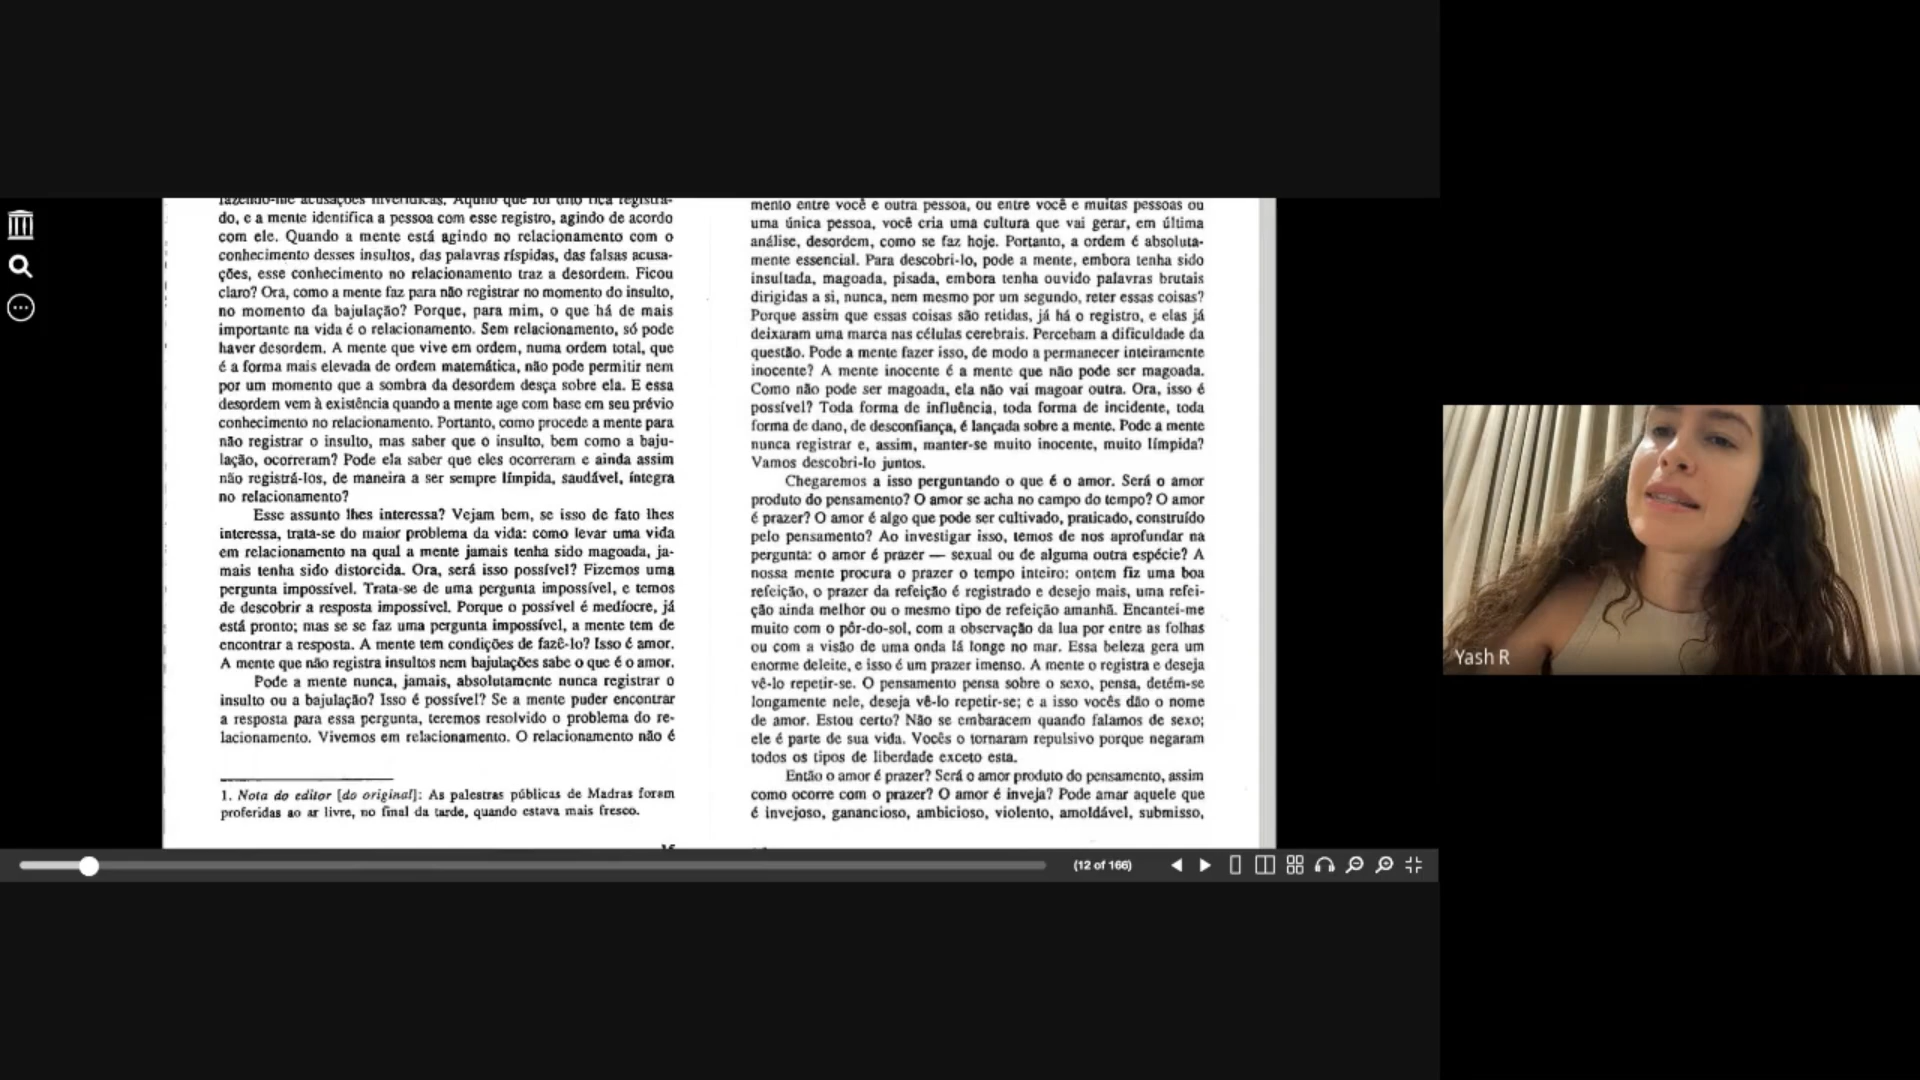 fazendo-me acusações inverídicas. Aquilo que foi dito fica registra-
do, e a mente identifica a pessoa com esse registro, agindo de acordo
com ele. Quando a mente está agindo no relacionamento com o
conhecimento desses insultos, das palavras ríspidas, das falsas acusa-
ções, esse conhecimento no relacionamento traz a desordem. Ficou
claro? Ora, como a mente faz para não registrar no momento do insulto,
no momento da bajulação? Porque, para mim, o que há de mais
importante na vida é o relacionamento. Sem relacionamento, só pode
haver desordem. A mente que vive em ordem, numa ordem total, que
é a forma mais elevada de ordem matemática, não pode permitir nem
por um momento que a sombra da desordem desça sobre ela. E essa
desordem vem à existência quando a mente age com base em seu prévio
conhecimento no relacionamento. Portanto, como procede a mente para
não registrar o insulto, mas saber que o insulto, bem como a baju-
lação, ocorreram? Pode ela saber que eles ocorreram e ainda assim
não registrá-los, de maneira a ser sempre límpida, saudável, íntegra
no relacionamento?
Esse assunto lhes interessa? Vejam bem, se isso de fato lhes
interessa, trata-se do maior problema da vida: como levar uma vida
em relacionamento na qual a mente jamais tenha sido magoada, ja-
mais tenha sido distorcida. Ora, será isso possível? Fizemos uma
pergunta impossível. Trata-se de uma pergunta impossível, e temos
de descobrir a resposta impossível. Porque o possível é medíocre, já
está pronto; mas se se faz uma pergunta impossível, a mente tem de
encontrar a resposta. A mente tem condições de fazê-lo? Isso é amor.
A mente que não registra insultos nem bajulações sabe o que é o amor.
Pode a mente nunca, jamais, absolutamente nunca registrar o
insulto ou a bajulação? Isso é possível? Se a mente puder encontrar
a resposta para essa pergunta, teremos resolvido o problema do re-
lacionamento. Vivemos em relacionamento. O relacionamento não é
1. Nota do editor [do original]: As palestras públicas de Madras foram
proferidas ao ar livre, no final da tarde, quando estava mais fresco.
mento entre você e outra pessoa, ou entre você e muitas pessoas ou
uma única pessoa, você cria uma cultura que vai gerar, em última
análise, desordem, como se faz hoje. Portanto, a ordem é absoluta-
mente essencial. Para descobri-lo, pode a mente, embora tenha sido
insultada, magoada, pisada, embora tenha ouvido palavras brutais
dirigidas a si, nunca, nem mesmo por um segundo, reter essas coisas?
Porque assim que essas coisas são retidas, já há o registro, e elas já
deixaram uma marca nas células cerebrais. Percebam a dificuldade da
questão. Pode a mente fazer isso, de modo a permanecer inteiramente
inocente? A mente inocente é a mente que não pode ser magoada.
Como não pode ser magoada, ela não vai magoar outra. Ora, isso é
possível? Toda forma de influência, toda forma de incidente, toda
forma de dano, de desconfiança, é lançada sobre a mente. Pode a mente
nunca registrar e, assim, manter-se muito inocente, muito límpida?
Vamos descobri-lo juntos.
Chegaremos a isso perguntando o que é o amor. Será o amor
produto do pensamento? O amor se acha no campo do tempo? O amor
é prazer? O amor é algo que pode ser cultivado, praticado, construído
pelo pensamento? Ao investigar isso, temos de nos aprofundar na
pergunta: o amor é prazer — sexual ou de alguma outra espécie? A
nossa mente procura o prazer o tempo inteiro: ontem fiz uma boa
refeição, o prazer da refeição é registrado e desejo mais, uma refei-
ção ainda melhor ou o mesmo tipo de refeição amanhã. Encantei-me
muito com o pôr-do-sol, com a observação da lua por entre as folhas
ou com a visão de uma onda lá longe no mar. Essa beleza gera um
enorme deleite, e isso é um prazer imenso. A mente o registra e deseja
vê-lo repetir-se. O pensamento pensa sobre o sexo, pensa, detém-se
longamente nele, deseja vê-lo repetir-se; e a isso vocês dão o nome
de amor. Estou certo? Não se embaracem quando falamos de sexo;
ele é parte de sua vida. Vocês o tornaram repulsivo porque negaram
todos os tipos de liberdade exceto esta.
Então o amor é prazer? Será o amor produto do pensamento, assim
como ocorre com o prazer? O amor é inveja? Pode amar aquele que
é invejoso, ganancioso, ambicioso, violento, amoldável, submisso,
(12 of 166)
Yash R